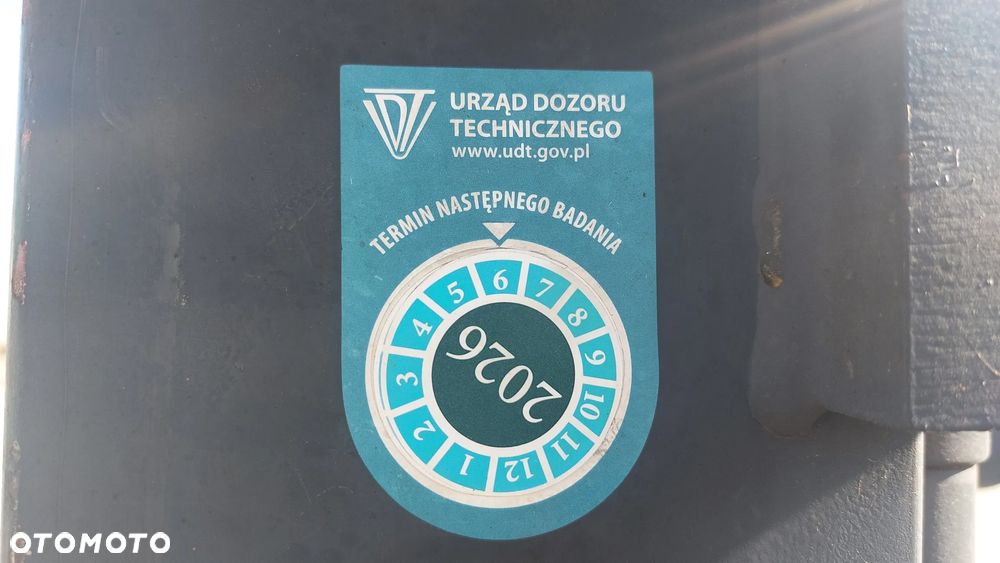 URZĄD DOZORU
TECHNICZNEGO
www.udt.gov.pl
TERMIN NASTĘPNEGO BADANIA
1 2 3 4 5 6 7 8 9 10 11 12
2026
OTOMOTO